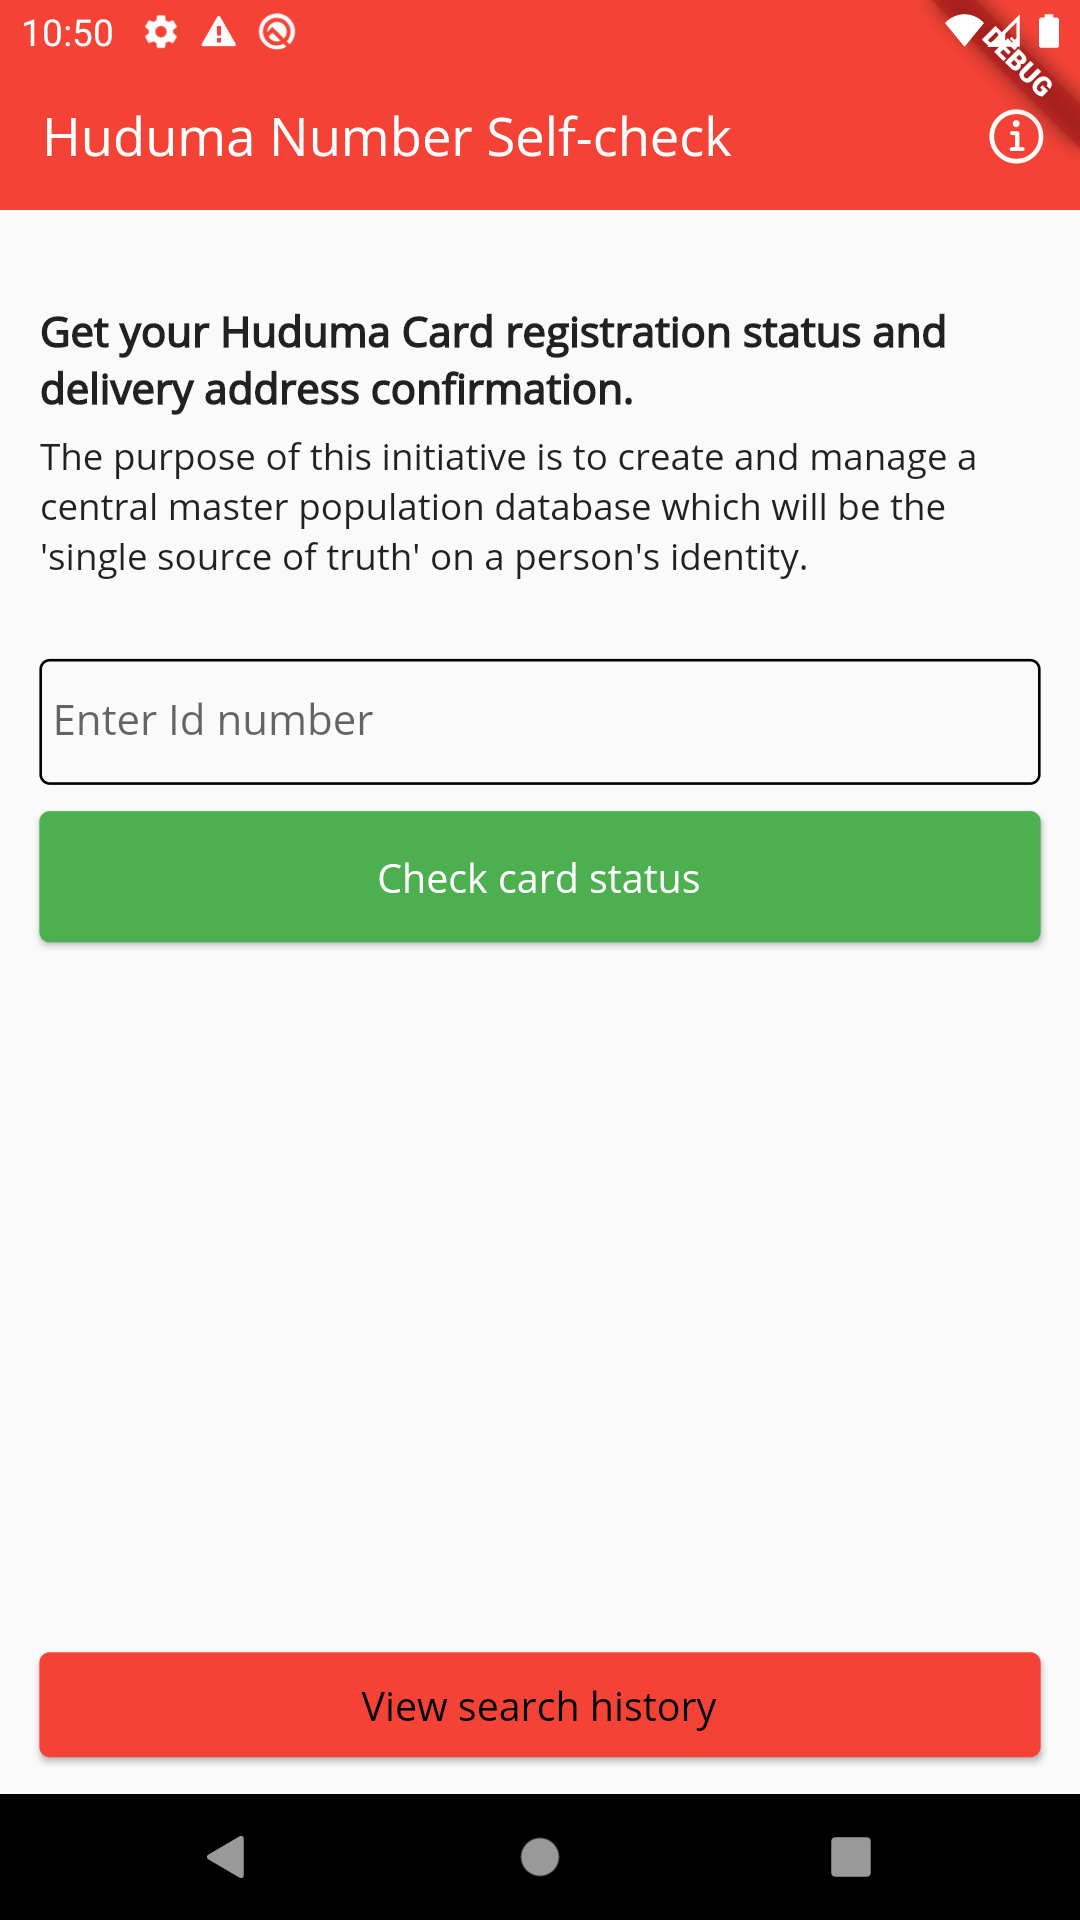 10:50
DEBUG
Huduma Number Self-check
Get your Huduma Card registration status and
delivery address confirmation.
The purpose of this initiative is to create and manage a
central master population database which will be the
'single source of truth' on a person's identity.
Enter Id number
Check card status
View search history